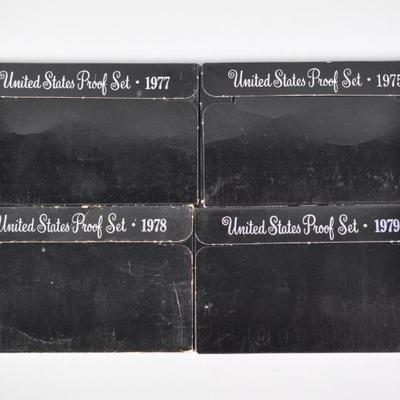 United States Proof Set • 1977
United States Proof Set • 1975
United States Proof Set • 1978
United States Proof Set • 1979